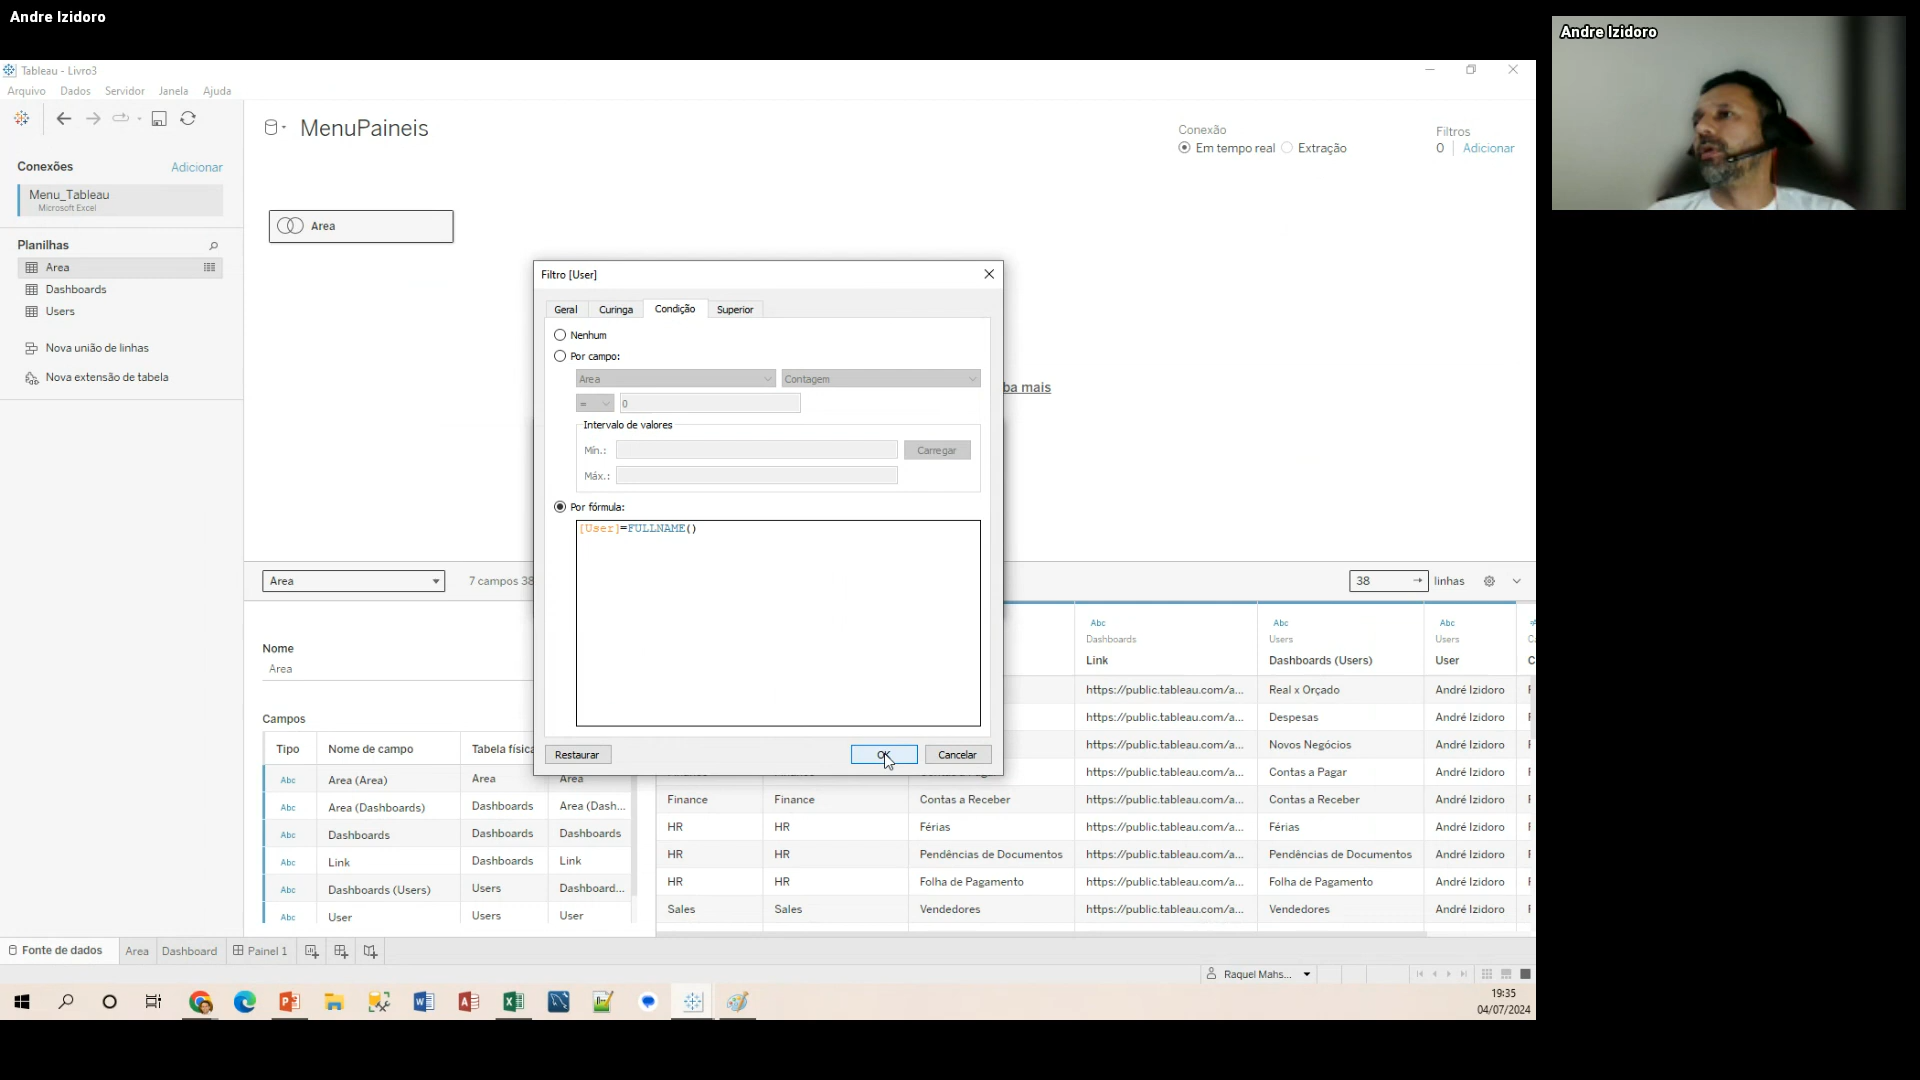 Andre Izidoro
Andre Izidoro
Tableau - Livro3
Arquivo Dados Servidor Janela Ajuda
MenuPaineis
Conexão
Em tempo real Extração
Filtros
0 Adicionar
Conexões Adicionar
Menu_Tableau
Microsoft Excel
Area
Planilhas
Area
Dashboards
Users
Nova união de linhas
Nova extensão de tabela
Filtro [User]
Geral Curinga Condição Superior
Nenhum
Por campo:
Area Contagem
= 0
Intervalo de valores
Mín.: Carregar
Máx.:
Por fórmula:
[User]=FULLNAME()
Restaurar OK Cancelar
ba mais
Area 7 campos 38
38 linhas
Nome
Area
Campos
Tipo Nome de campo Tabela física
Abc Area (Area) Area Area
Abc Area (Dashboards) Dashboards Area (Dash...
Abc Dashboards Dashboards Dashboards
Abc Link Dashboards Link
Abc Dashboards (Users) Users Dashboard...
Abc User Users User
Abc Abc Abc
Dashboards Users Users
Link Dashboards (Users) User
https://public.tableau.com/a... Real x Orçado André Izidoro
https://public.tableau.com/a... Despesas André Izidoro
https://public.tableau.com/a... Novos Negócios André Izidoro
https://public.tableau.com/a... Contas a Pagar André Izidoro
Finance Finance Contas a Receber https://public.tableau.com/a... Contas a Receber André Izidoro
HR HR Férias https://public.tableau.com/a... Férias André Izidoro
HR HR Pendências de Documentos https://public.tableau.com/a... Pendências de Documentos André Izidoro
HR HR Folha de Pagamento https://public.tableau.com/a... Folha de Pagamento André Izidoro
Sales Sales Vendedores https://public.tableau.com/a... Vendedores André Izidoro
Fonte de dados Area Dashboard Painel 1
Raquel Mahs...
19:35
04/07/2024